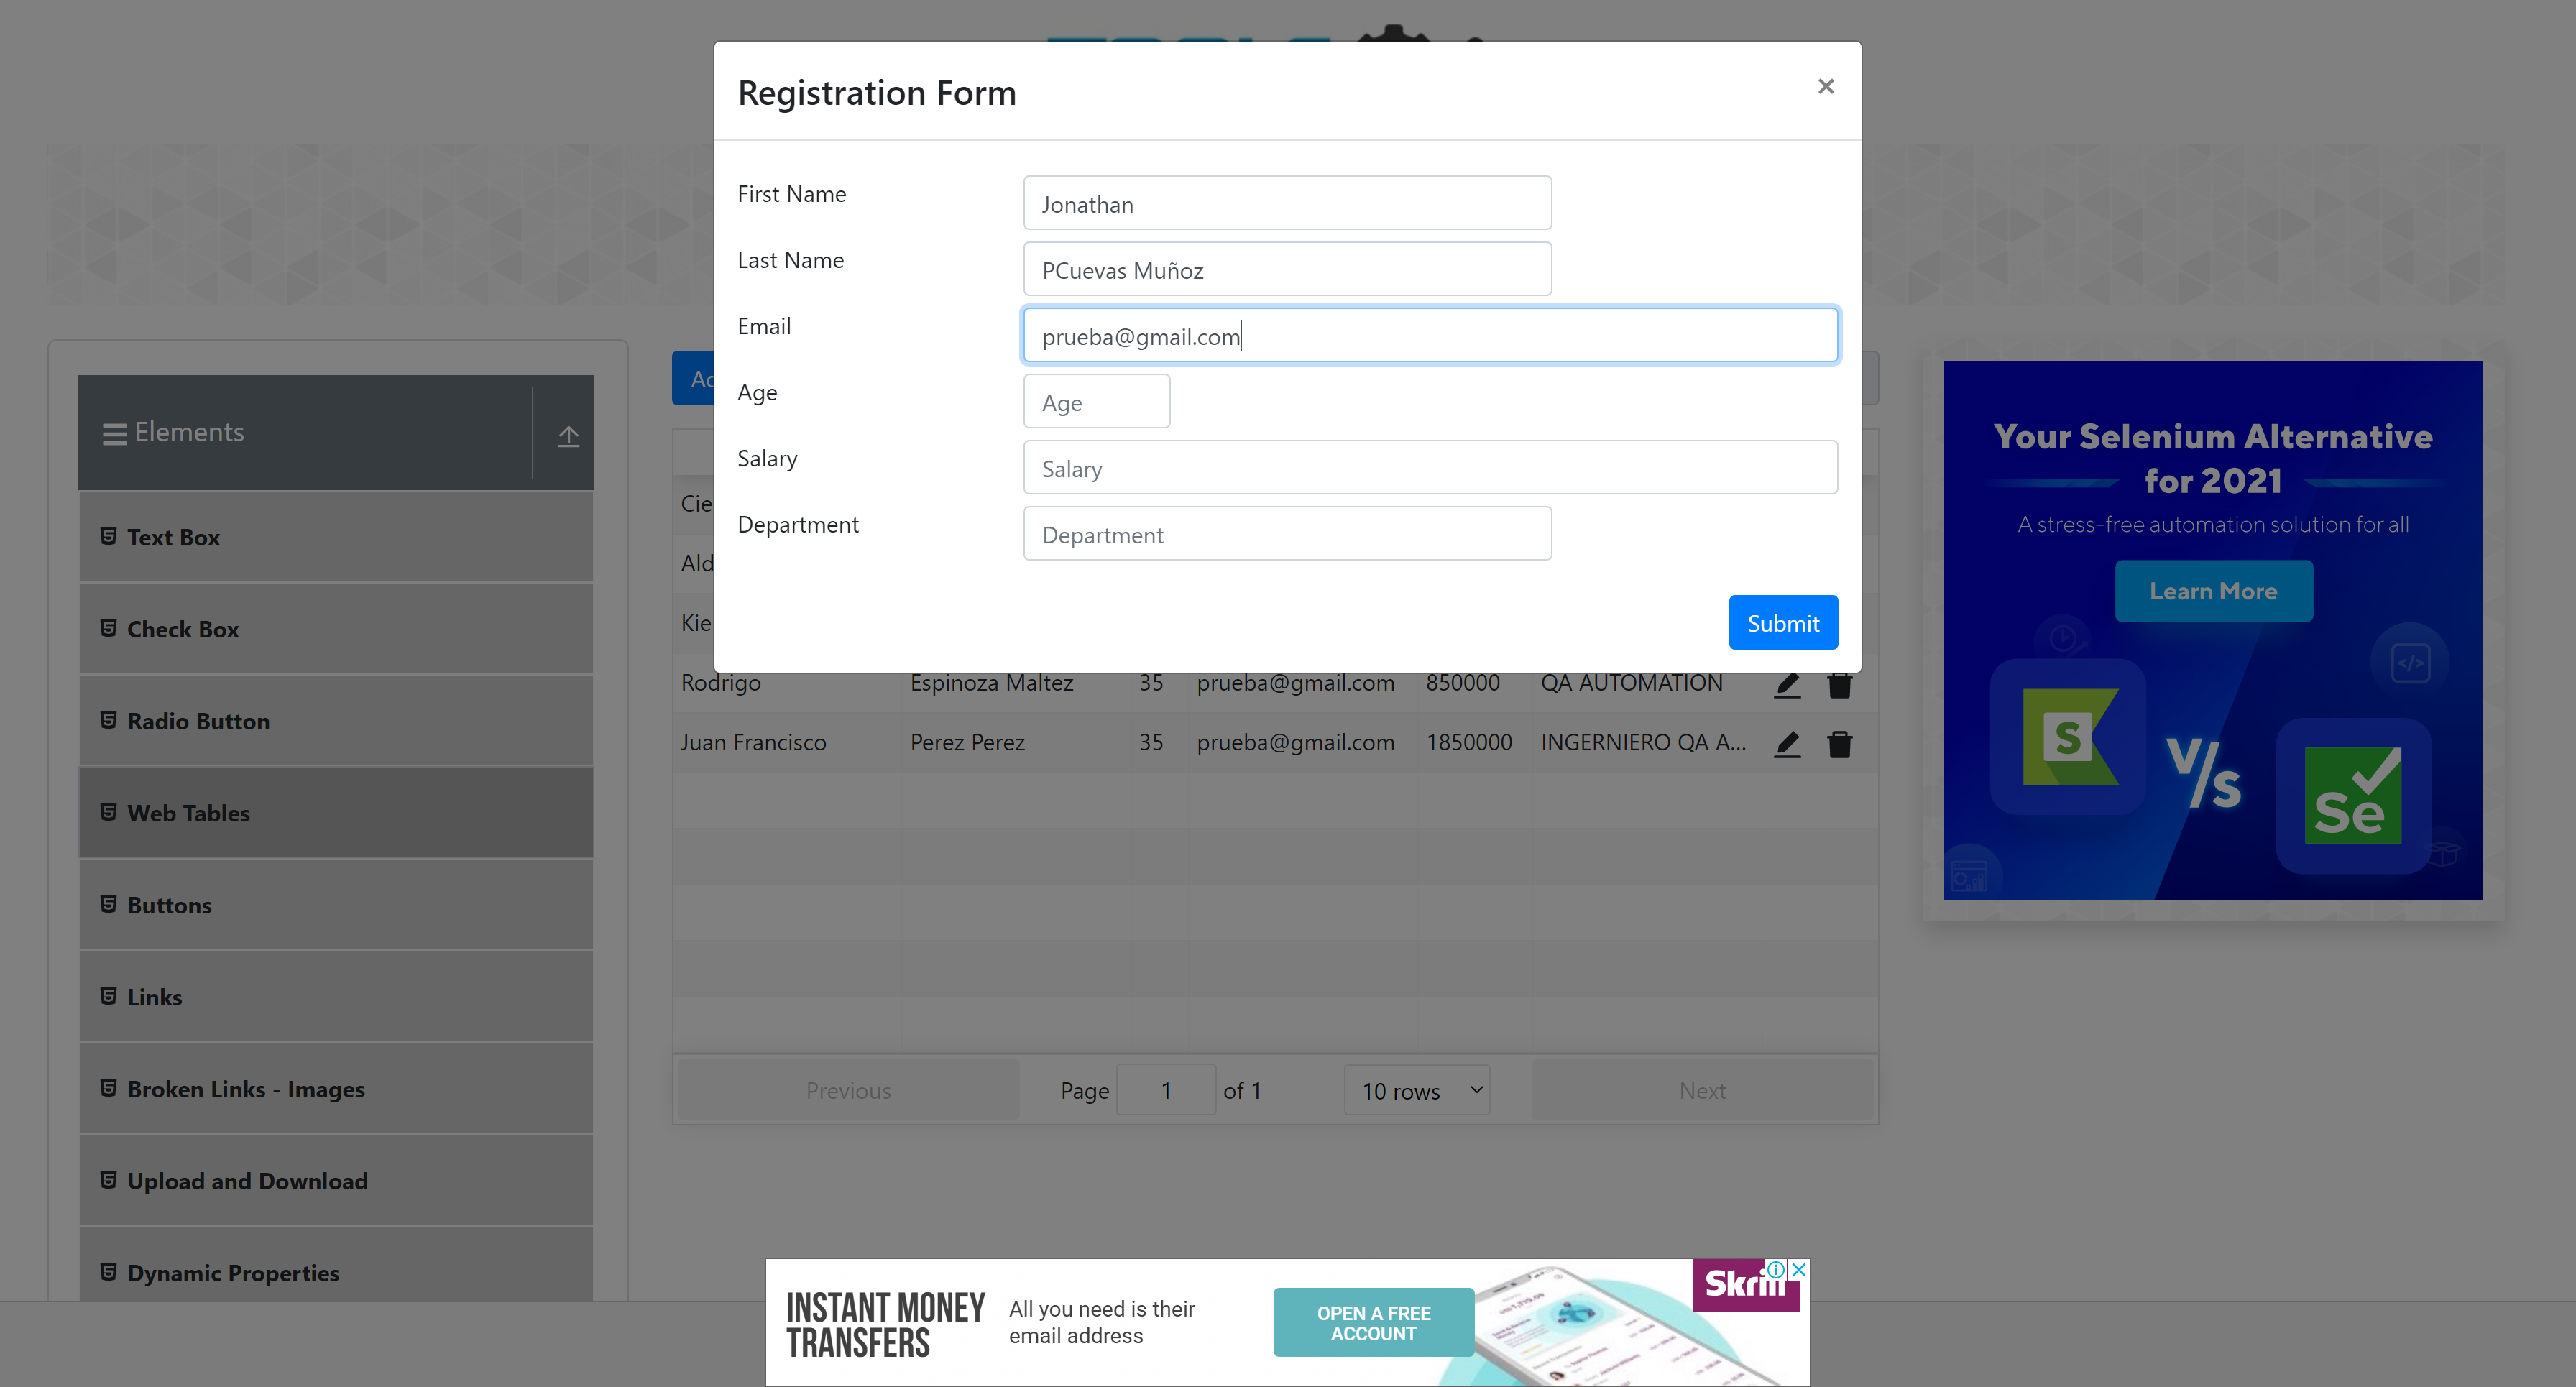 Registration Form
×
First Name
Jonathan
Last Name
PCuevas Muñoz
Email
prueba@gmail.com
Age
Age
Salary
Salary
Department
Department
Submit
Elements
Text Box
Check Box
Radio Button
Web Tables
Buttons
Links
Broken Links - Images
Upload and Download
Dynamic Properties
Rodrigo Espinoza Maltez 35 prueba@gmail.com 850000 QA AUTOMATION
Juan Francisco Perez Perez 35 prueba@gmail.com 1850000 INGERNIERO QA A...
Previous Page 1 of 1 10 rows Next
Your Selenium Alternative
for 2021
A stress-free automation solution for all
Learn More
S
V/s
Se
</>
INSTANT MONEY
TRANSFERS
All you need is their
email address
OPEN A FREE
ACCOUNT
Skrill